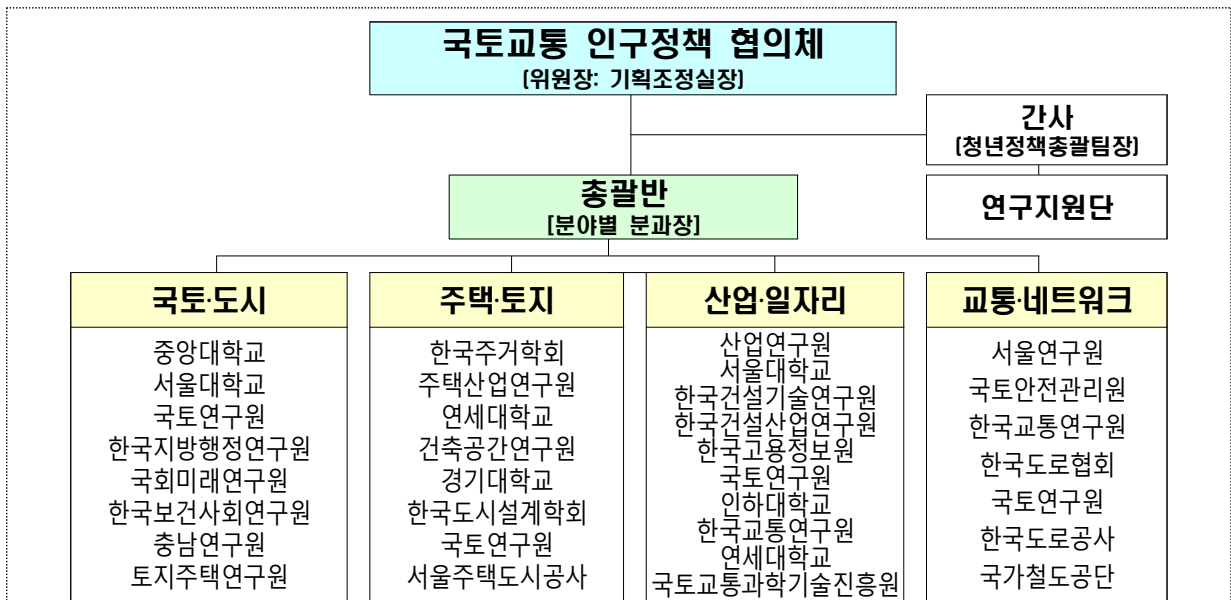 국토교통 인구정책 협의체
(위원장: 기획조정실장)
간사
(청년정책총괄팀장)
총괄반
[분야별 분과장]
연구지원단
국토·도시
중앙대학교
서울대학교
국토연구원
한국지방행정연구원
국회미래연구원
한국보건사회연구원
충남연구원
토지주택연구원
주택·토지
한국주거학회
주택산업연구원
연세대학교
건축공간연구원
경기대학교
한국도시설계학회
국토연구원
서울주택도시공사
산업·일자리
산업연구원
서울대학교
한국건설기술연구원
한국건설산업연구원
한국고용정보원
국토연구원
인하대학교
한국교통연구원
연세대학교
국토교통과학기술진흥원
교통·네트워크
서울연구원
국토안전관리원
한국교통연구원
한국도로협회
국토연구원
한국도로공사
국가철도공단